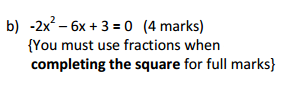 b) -2x² – 6x + 3 = 0 (4 marks)
{You must use fractions when
completing the square for full marks}